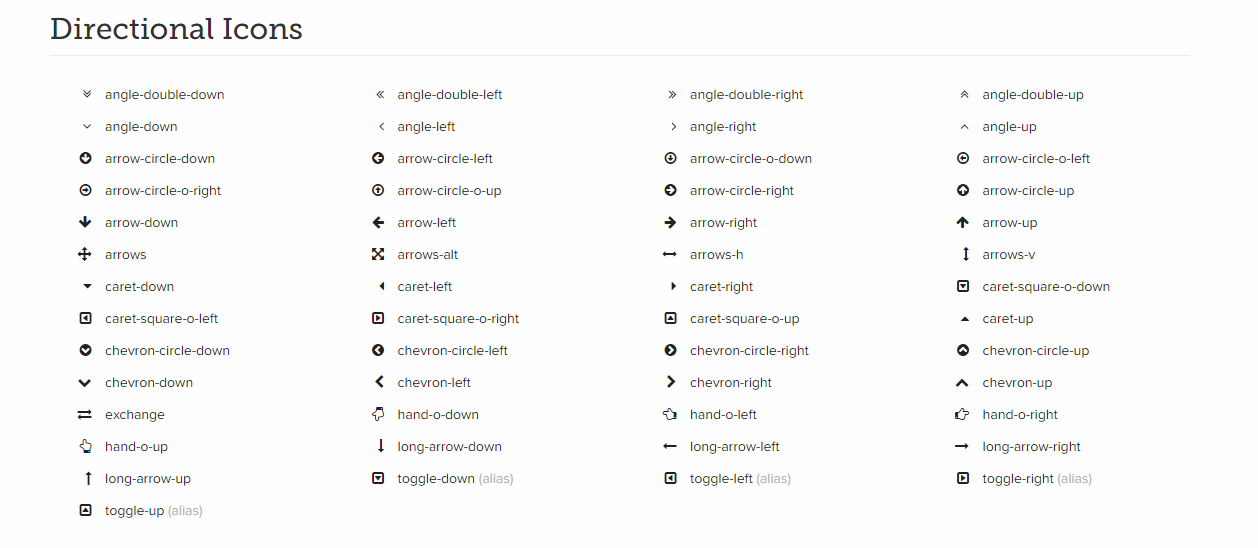 Directional Icons
angle-double-down angle-double-left angle-double-right angle-double-up
angle-down angle-left angle-right angle-up
arrow-circle-down arrow-circle-left arrow-circle-o-down arrow-circle-o-left
arrow-circle-o-right arrow-circle-o-up arrow-circle-right arrow-circle-up
arrow-down arrow-left arrow-right arrow-up
arrows arrows-alt arrows-h arrows-v
caret-down caret-left caret-right caret-square-o-down
caret-square-o-left caret-square-o-right caret-square-o-up caret-up
chevron-circle-down chevron-circle-left chevron-circle-right chevron-circle-up
chevron-down chevron-left chevron-right chevron-up
exchange hand-o-down hand-o-left hand-o-right
hand-o-up long-arrow-down long-arrow-left long-arrow-right
long-arrow-up toggle-down (alias) toggle-left (alias) toggle-right (alias)
toggle-up (alias)